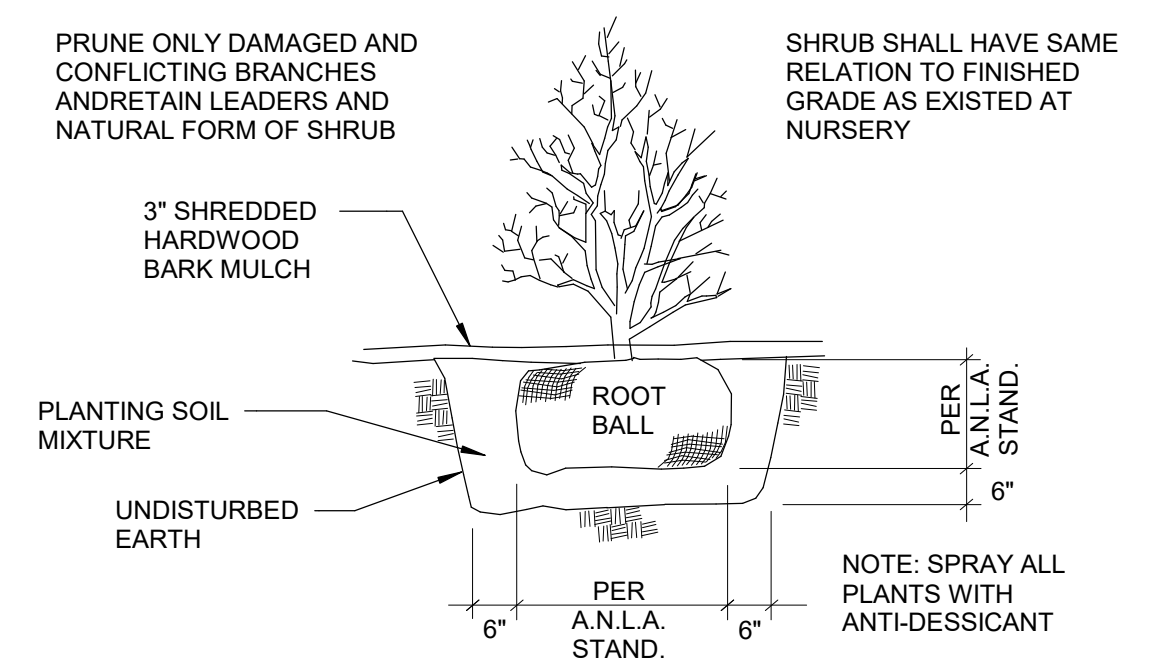 PRUNE ONLY DAMAGED AND
CONFLICTING BRANCHES
ANDRETAIN LEADERS AND
NATURAL FORM OF SHRUB
SHRUB SHALL HAVE SAME
RELATION TO FINISHED
GRADE AS EXISTED AT
NURSERY
3" SHREDDED
HARDWOOD
BARK MULCH
ROOT
BALL
PLANTING SOIL
MIXTURE
UNDISTURBED
EARTH
PER
A.N.L.A.
STAND.
6"
6"
PER
A.N.L.A.
STAND.
6"
NOTE: SPRAY ALL
PLANTS WITH
ANTI-DESSICANT